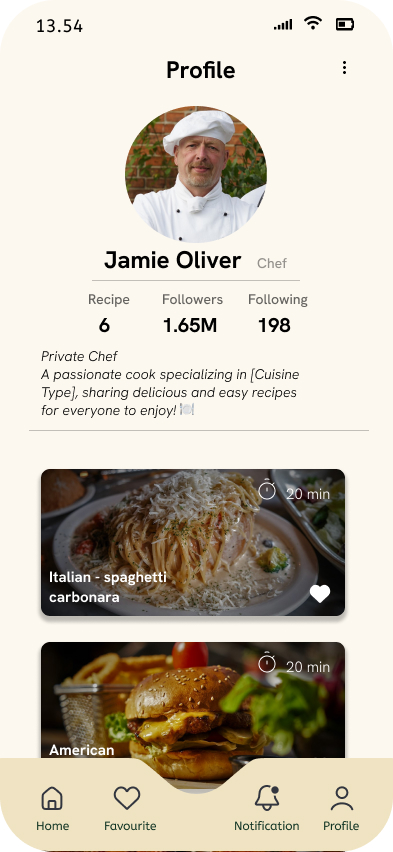 13.54
Profile
Jamie Oliver Chef
Recipe Followers Following
6 1.65M 198
Private Chef
A passionate cook specializing in [Cuisine
Type], sharing delicious and easy recipes
for everyone to enjoy! 🍽️
20 min
Italian - spaghetti
carbonara
20 min
American
Home Favourite Notification Profile